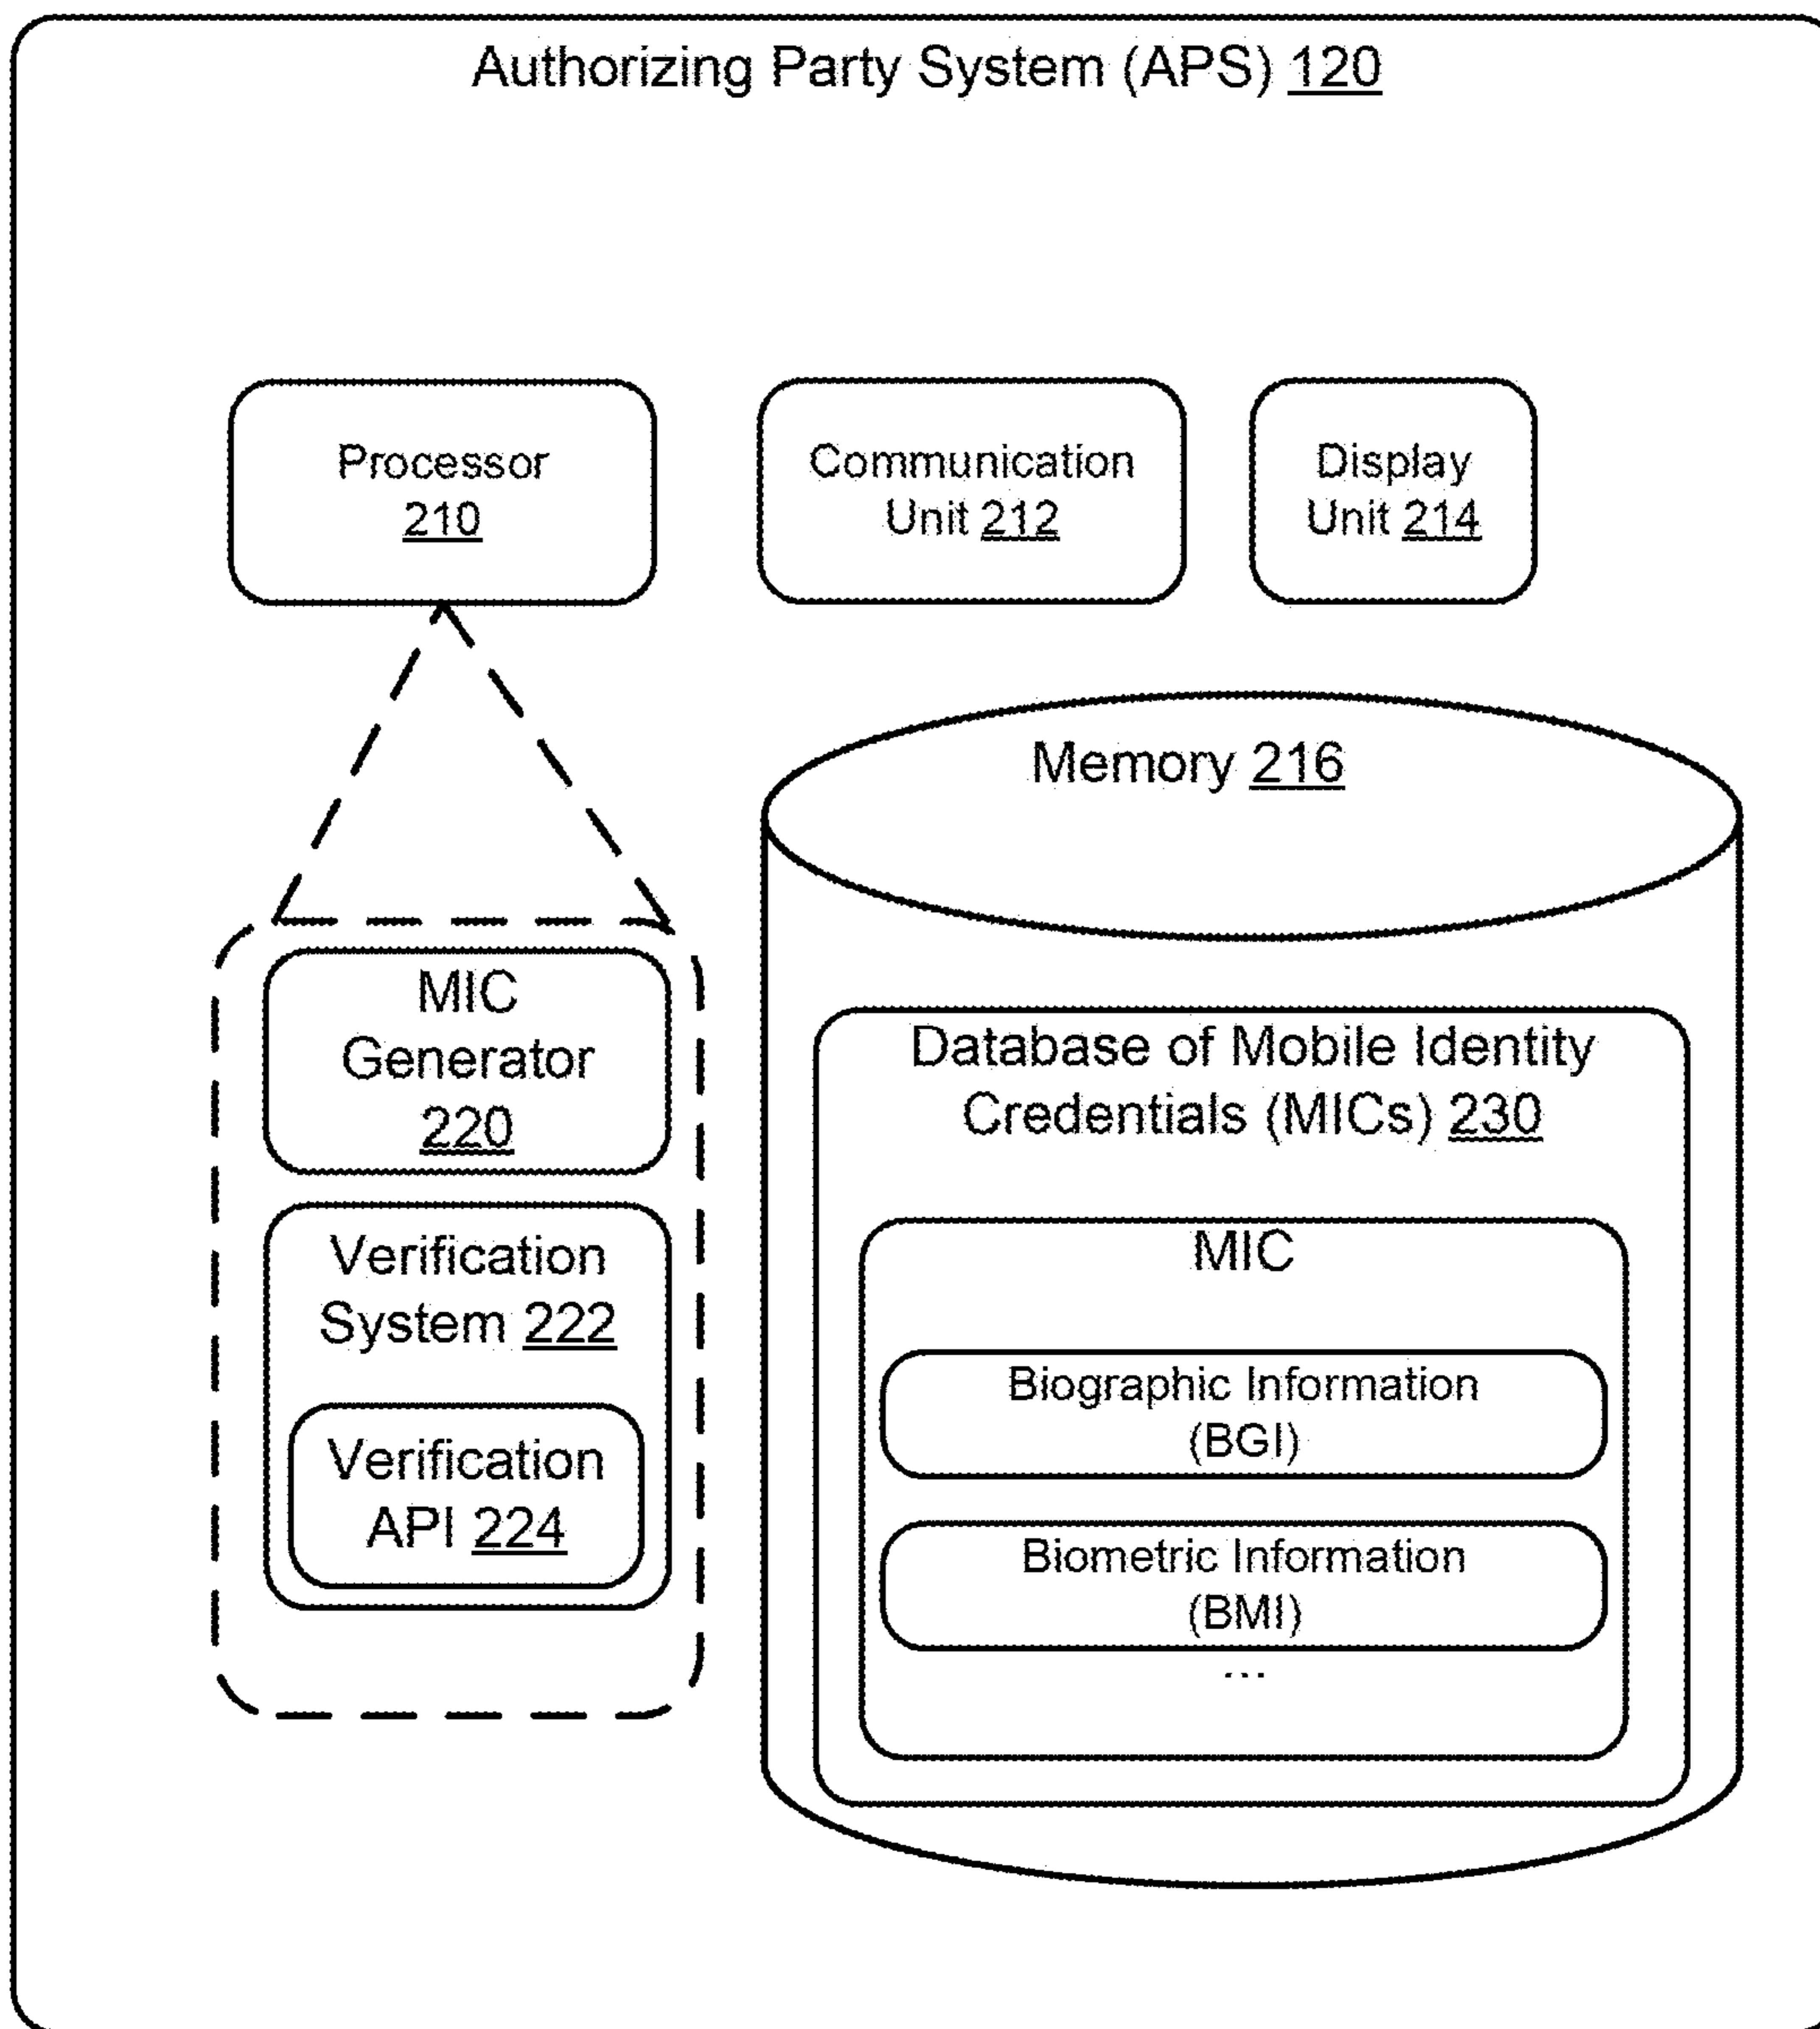 Authorizing Party System (APS) 120
Processor
210
Communication
Unit 212
Display
Unit 214
Memory 216
MIC
Generator
220
Verification
System 222
Verification
API 224
Database of Mobile Identity
Credentials (MICs) 230
MIC
Biographic Information
(BGI)
Biometric Information
(BMI)
...